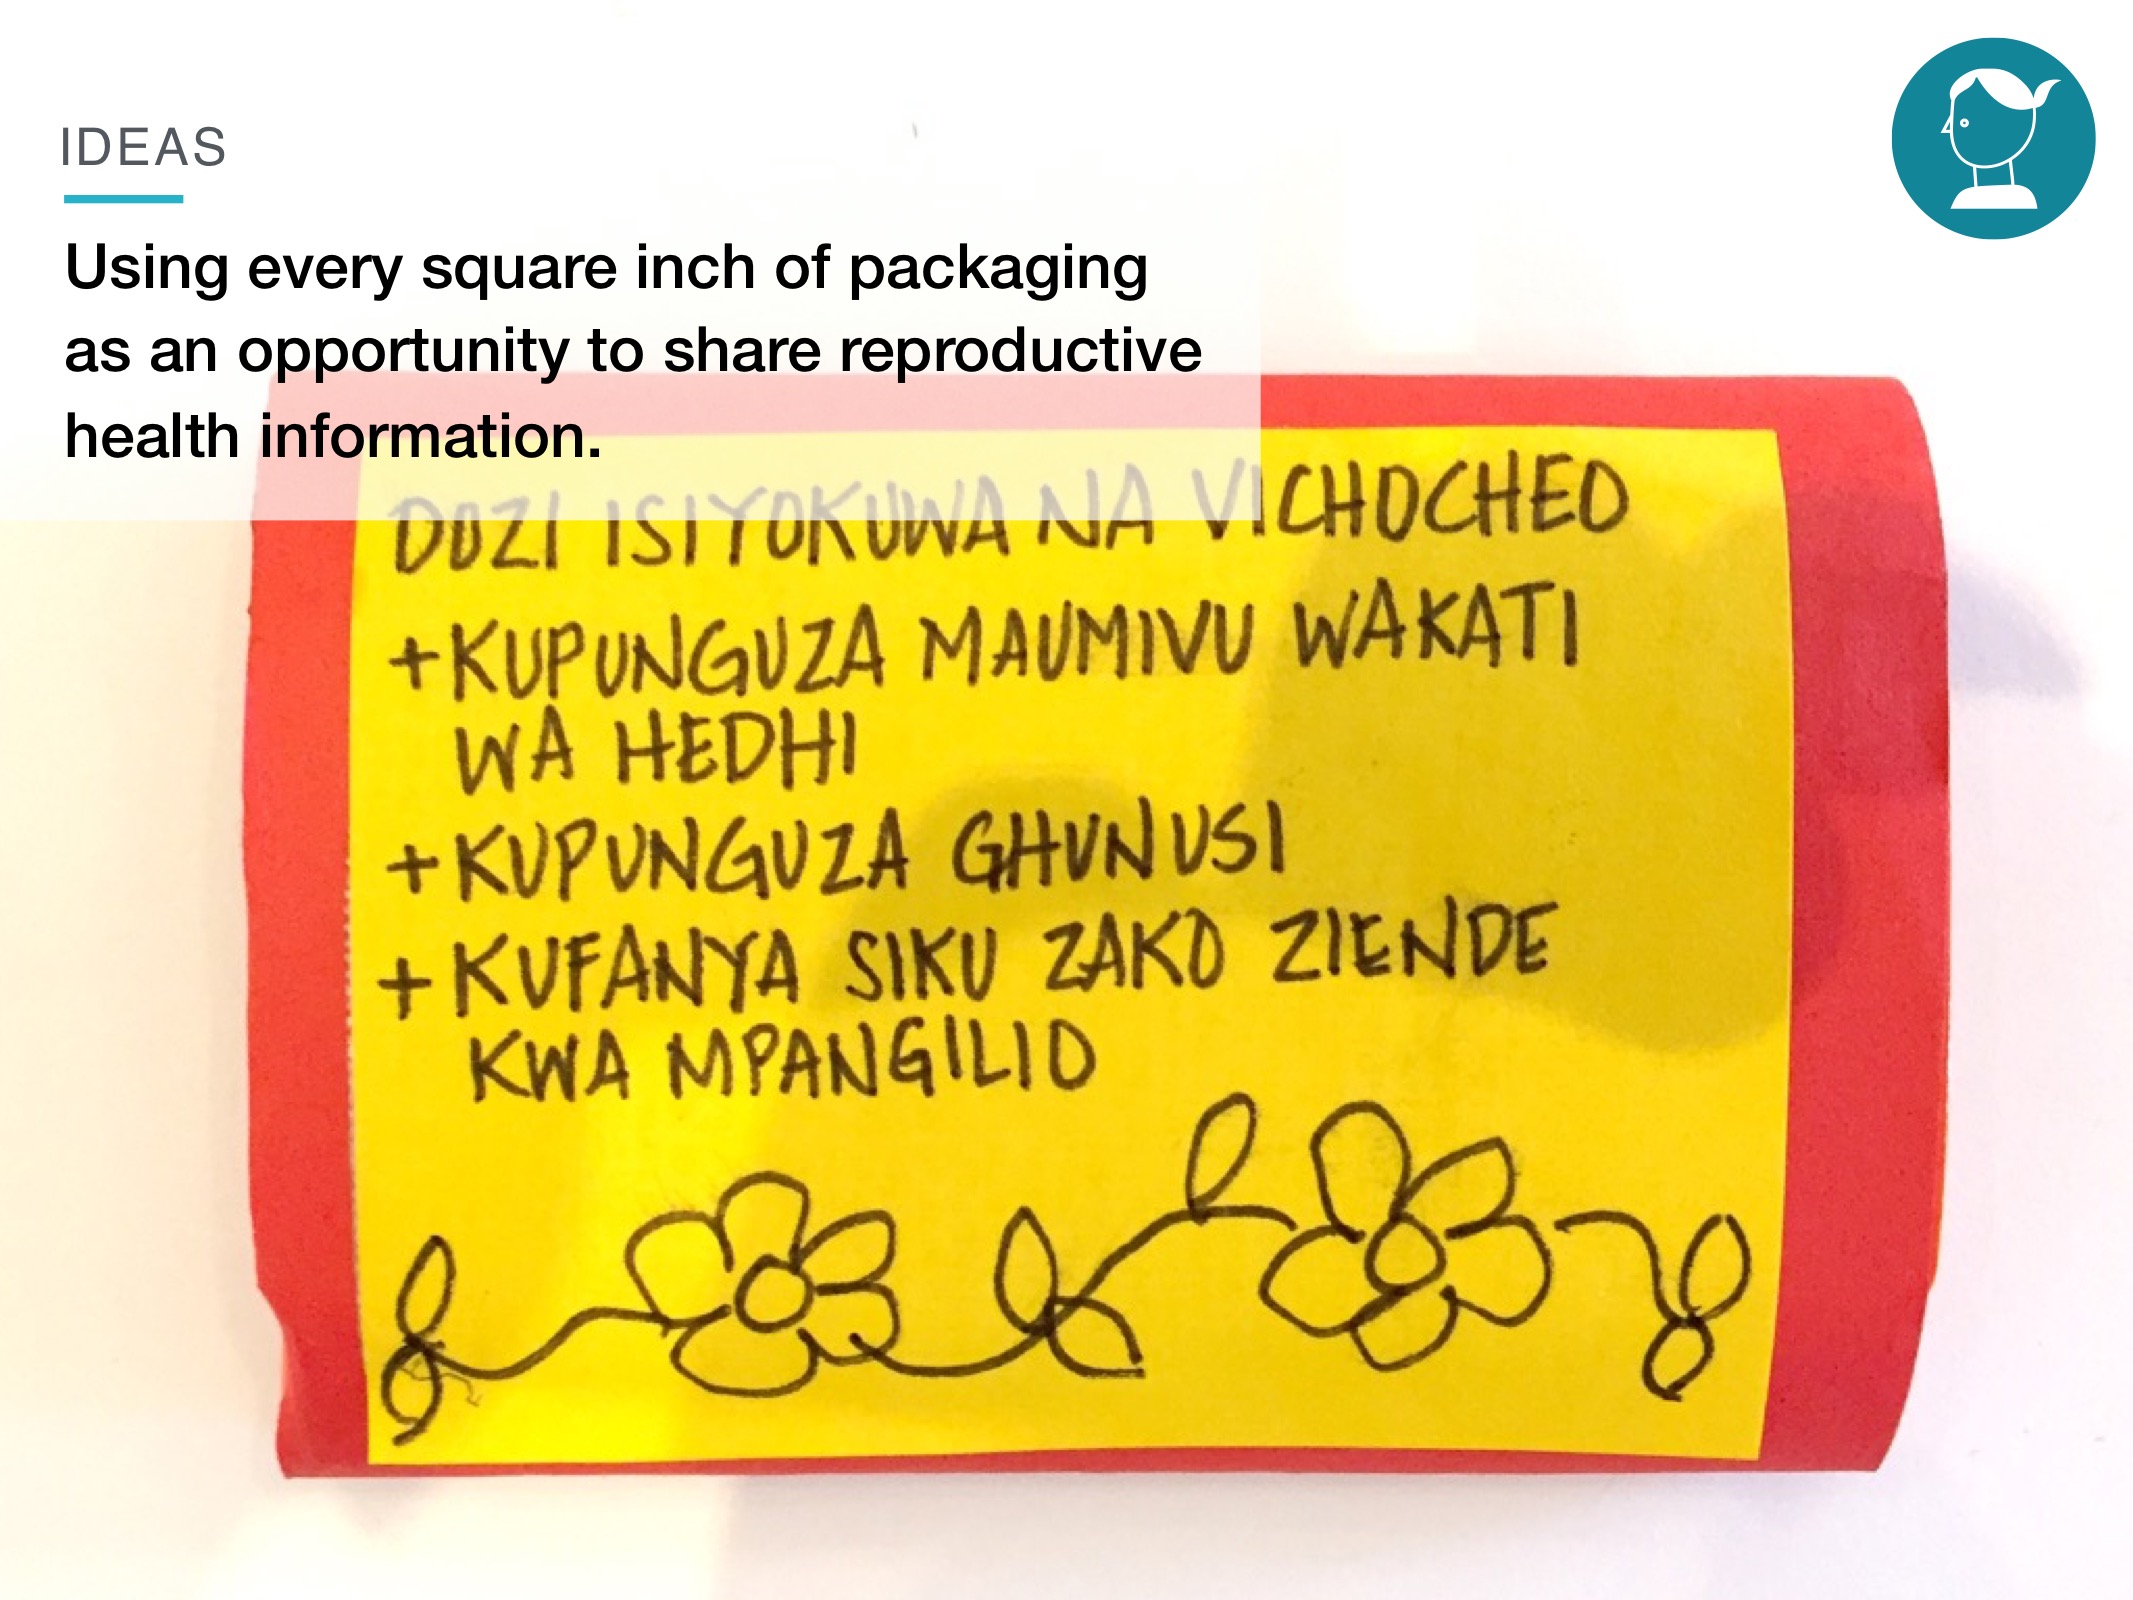 IDEAS
Using every square inch of packaging
as an opportunity to share reproductive
health information.
DOZI ISIYOKUWA NA VICHOCHEO
+KUPUNGUZA MAUMIVU WAKATI
WA HEDHI
+KUPUNGUZA GHUNUSI
+KUFANYA SIKU ZAKO ZIENDE
KWA MPANGILIO